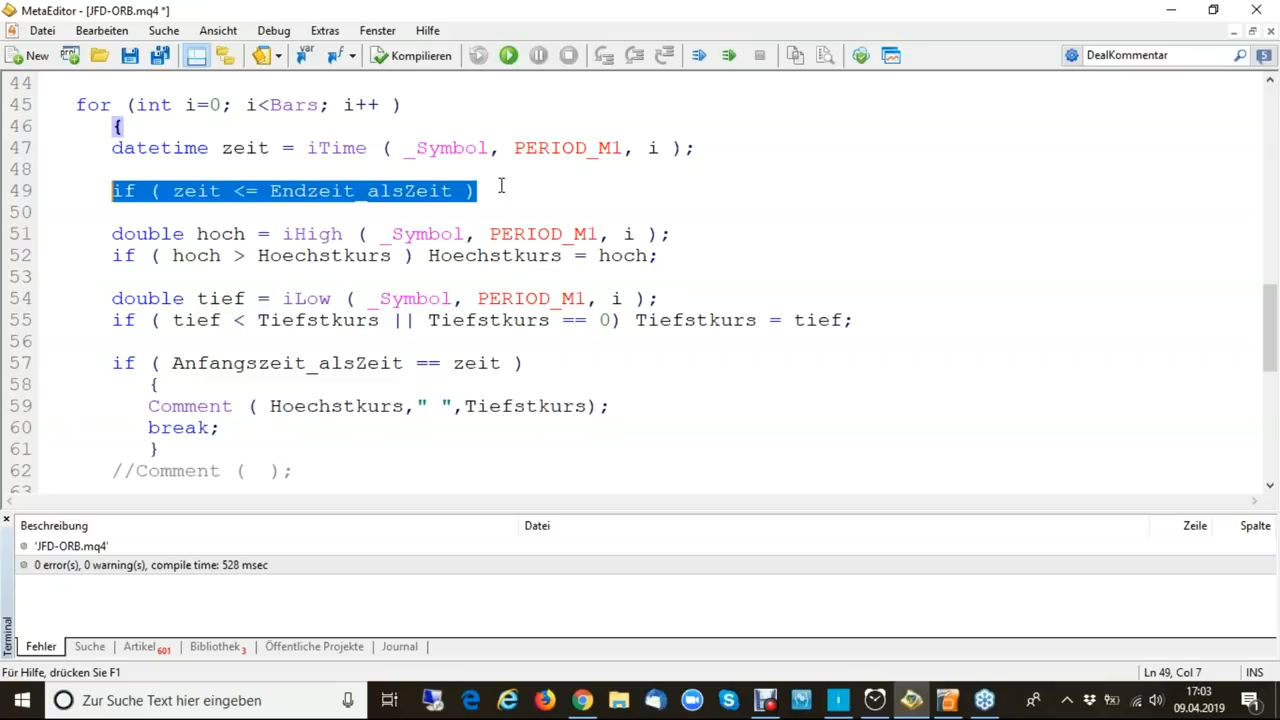 MetaEditor - [JFD-ORB.mq4 *]
Datei Bearbeiten Suche Ansicht Debug Extras Fenster Hilfe
New var Kompilieren DealKommentar 5
44
45 for (int i=0; i<Bars; i++ )
46 {
47 datetime zeit = iTime ( _Symbol, PERIOD_M1, i );
48
49 if ( zeit <= Endzeit_alsZeit )
50
51 double hoch = iHigh ( _Symbol, PERIOD_M1, i );
52 if ( hoch > Hoechstkurs ) Hoechstkurs = hoch;
53
54 double tief = iLow ( _Symbol, PERIOD_M1, i );
55 if ( tief < Tiefstkurs || Tiefstkurs == 0) Tiefstkurs = tief;
56
57 if ( Anfangszeit_alsZeit == zeit )
58 {
59 Comment ( Hoechstkurs," ",Tiefstkurs);
60 break;
61 }
62 //Comment ( );
63
Beschreibung Datei Zeile Spalte
'JFD-ORB.mq4'
0 error(s), 0 warning(s), compile time: 528 msec
Terminal
Fehler Suche Artikel 601 Bibliothek 3 Öffentliche Projekte Journal
Für Hilfe, drücken Sie F1 Ln 49, Col 7 INS
Zur Suche Text hier eingeben 17:03
09.04.2019 1